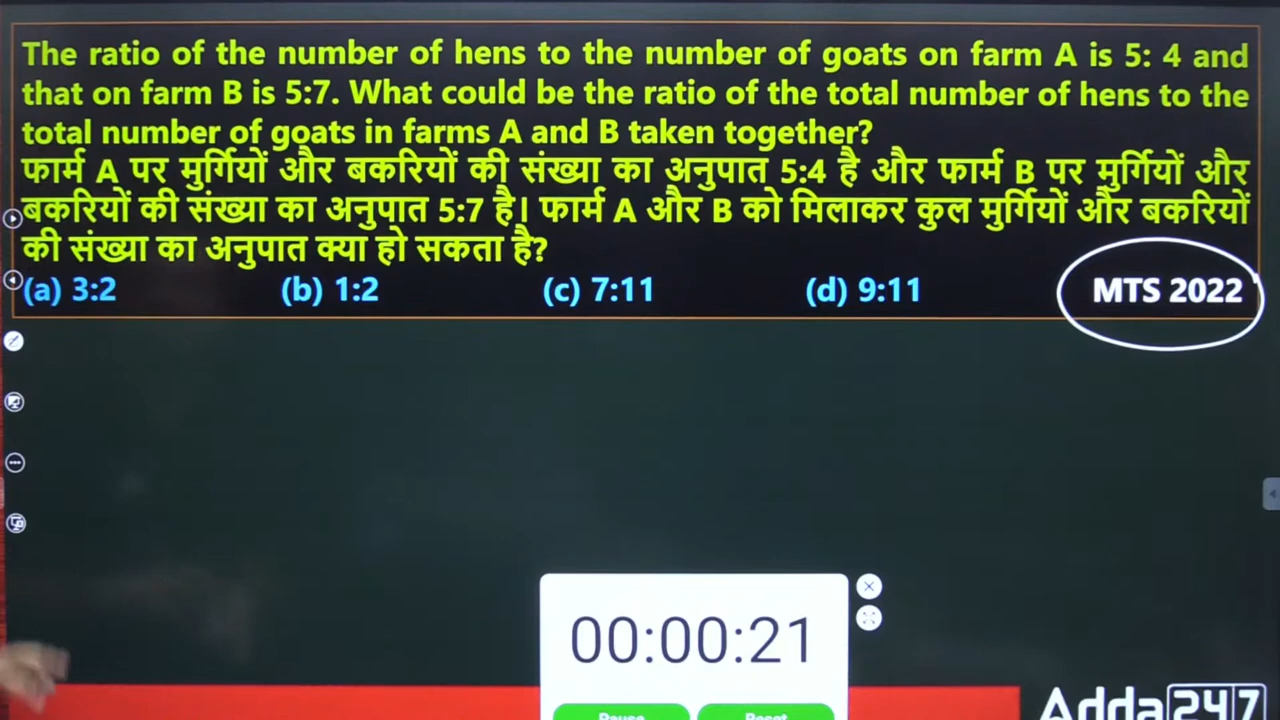 The ratio of the number of hens to the number of goats on farm A is 5: 4 and
that on farm B is 5:7. What could be the ratio of the total number of hens to the
total number of goats in farms A and B taken together?
फार्म A पर मुर्गियों और बकरियों की संख्या का अनुपात 5:4 है और फार्म B पर मुर्गियों और
बकरियों की संख्या का अनुपात 5:7 है। फार्म A और B को मिलाकर कुल मुर्गियों और बकरियों
की संख्या का अनुपात क्या हो सकता है?
(a) 3:2 (b) 1:2 (c) 7:11 (d) 9:11 MTS 2022
00:00:21
Pause Reset
Adda247